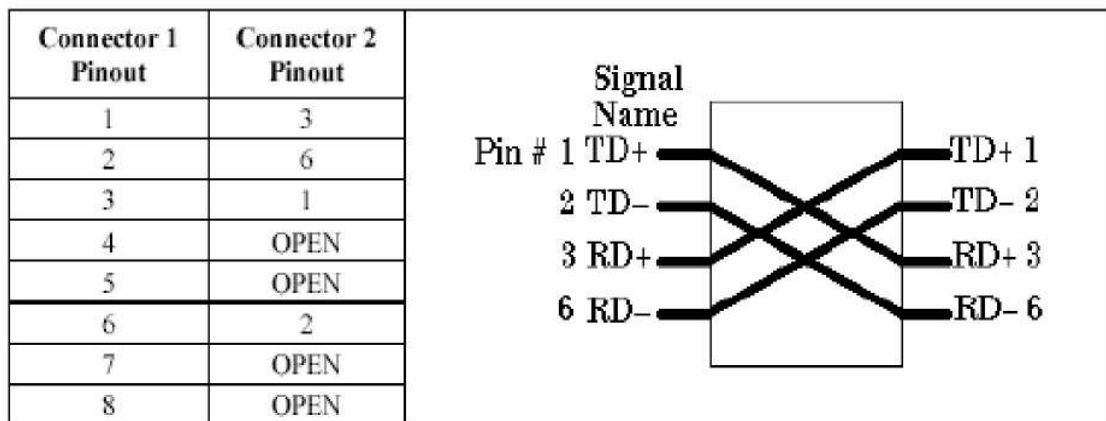 Connector 1 Connector 2
Pinout Pinout
1 3
2 6
3 1
4 OPEN
5 OPEN
6 2
7 OPEN
8 OPEN
Signal
Name
Pin # 1 TD+ TD+ 1
2 TD− TD− 2
3 RD+ RD+ 3
6 RD− RD− 6